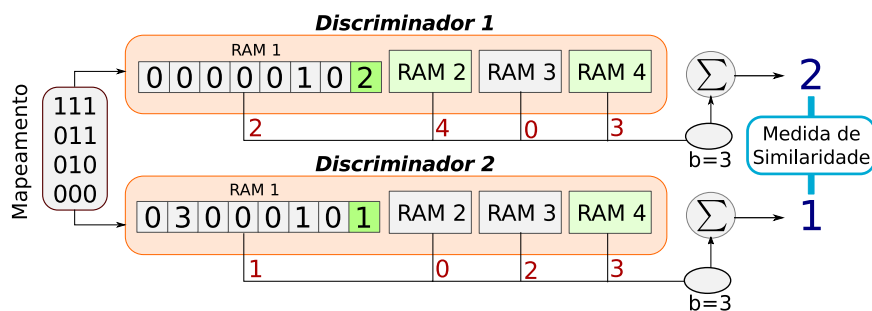 Mapeamento
111
011
010
000
Discriminador 1
RAM 1
0 0 0 0 0 1 0 2
RAM 2
RAM 3
RAM 4
2 4 0 3
b=3
Σ
2
Discriminador 2
RAM 1
0 3 0 0 0 1 0 1
RAM 2
RAM 3
RAM 4
1 0 2 3
b=3
Σ
1
Medida de
Similaridade